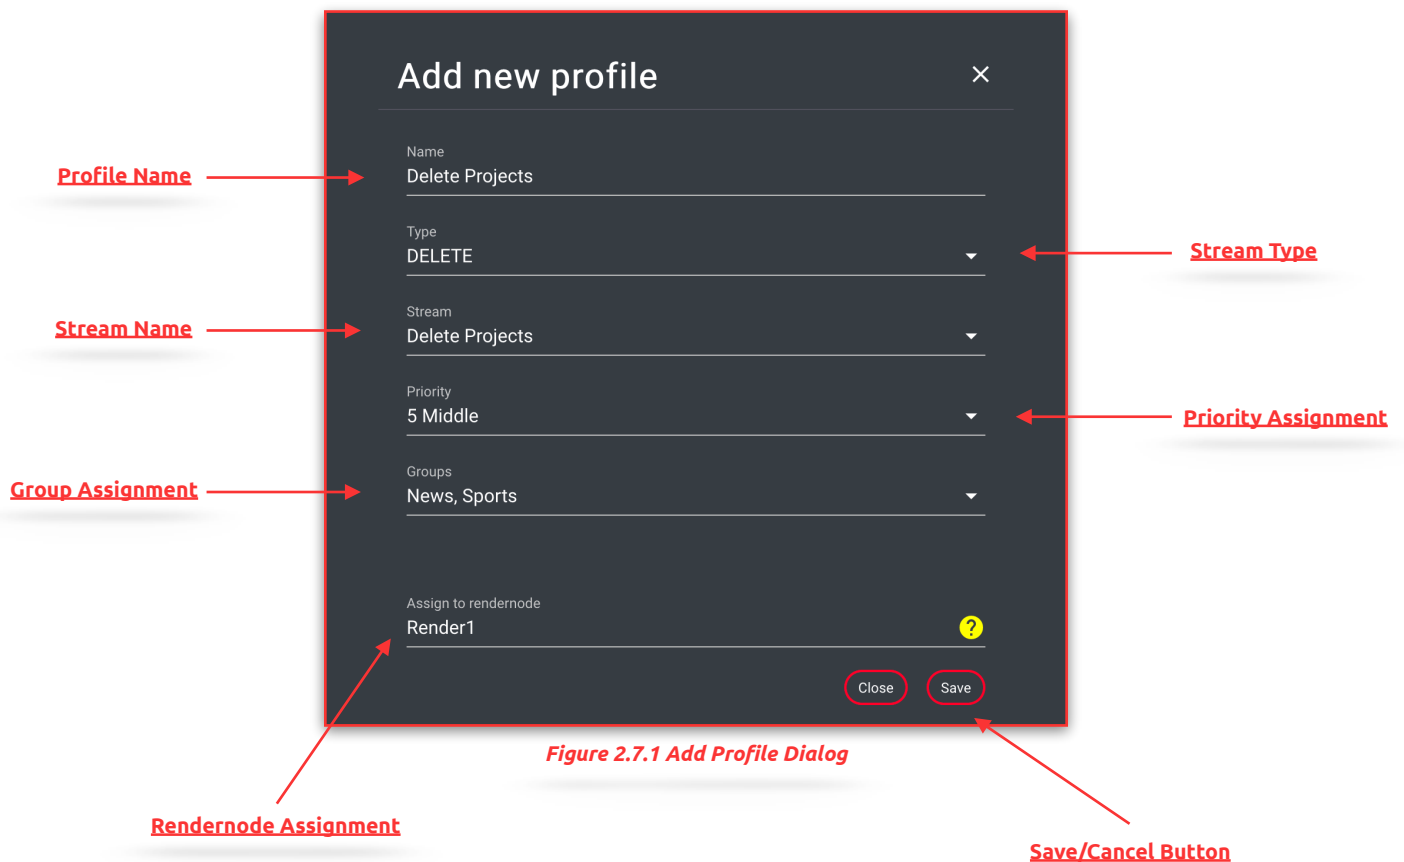 Add new profile
Name
Profile Name
Delete Projects
Type
DELETE
Stream Type
Stream
Stream Name
Delete Projects
Priority
5 Middle
Priority Assignment
Groups
Group Assignment
News, Sports
Assign to rendernode
Render1
?
Close
Save
Figure 2.7.1 Add Profile Dialog
Rendernode Assignment
Save/Cancel Button